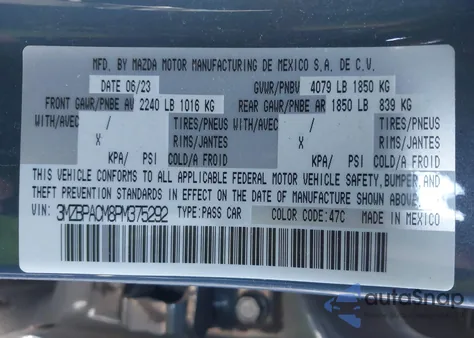 MFD. BY MAZDA MOTOR MANUFACTURING DE MEXICO S.A. DE C.V.
DATE 06/23 GVWR/PNBV 4079 LB 1850 KG
FRONT GAWR/PNBE AV 2240 LB 1016 KG REAR GAWR/PNBE AR 1850 LB 839 KG
WITH/AVEC / TIRES/PNEUS WITH/AVEC / TIRES/PNEUS
X RIMS/JANTES X RIMS/JANTES
KPA/ PSI COLD/A FROID KPA/ PSI COLD/A FROID
THIS VEHICLE CONFORMS TO ALL APPLICABLE FEDERAL MOTOR VEHICLE SAFETY, BUMPER, AND
THEFT PREVENTION STANDARDS IN EFFECT ON THE DATE OF MANUFACTURE SHOWN ABOVE.
VIN: 3MZBPACM8PM375292 TYPE: PASS CAR COLOR CODE: 47C MADE IN MEXICO
autoSnap